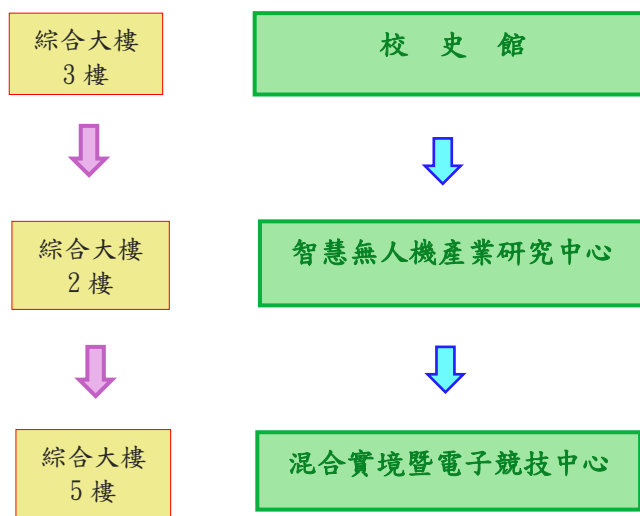 綜合大樓
3樓
校 史 館
綜合大樓
2樓
智慧無人機產業研究中心
綜合大樓
5樓
混合實境暨電子競技中心